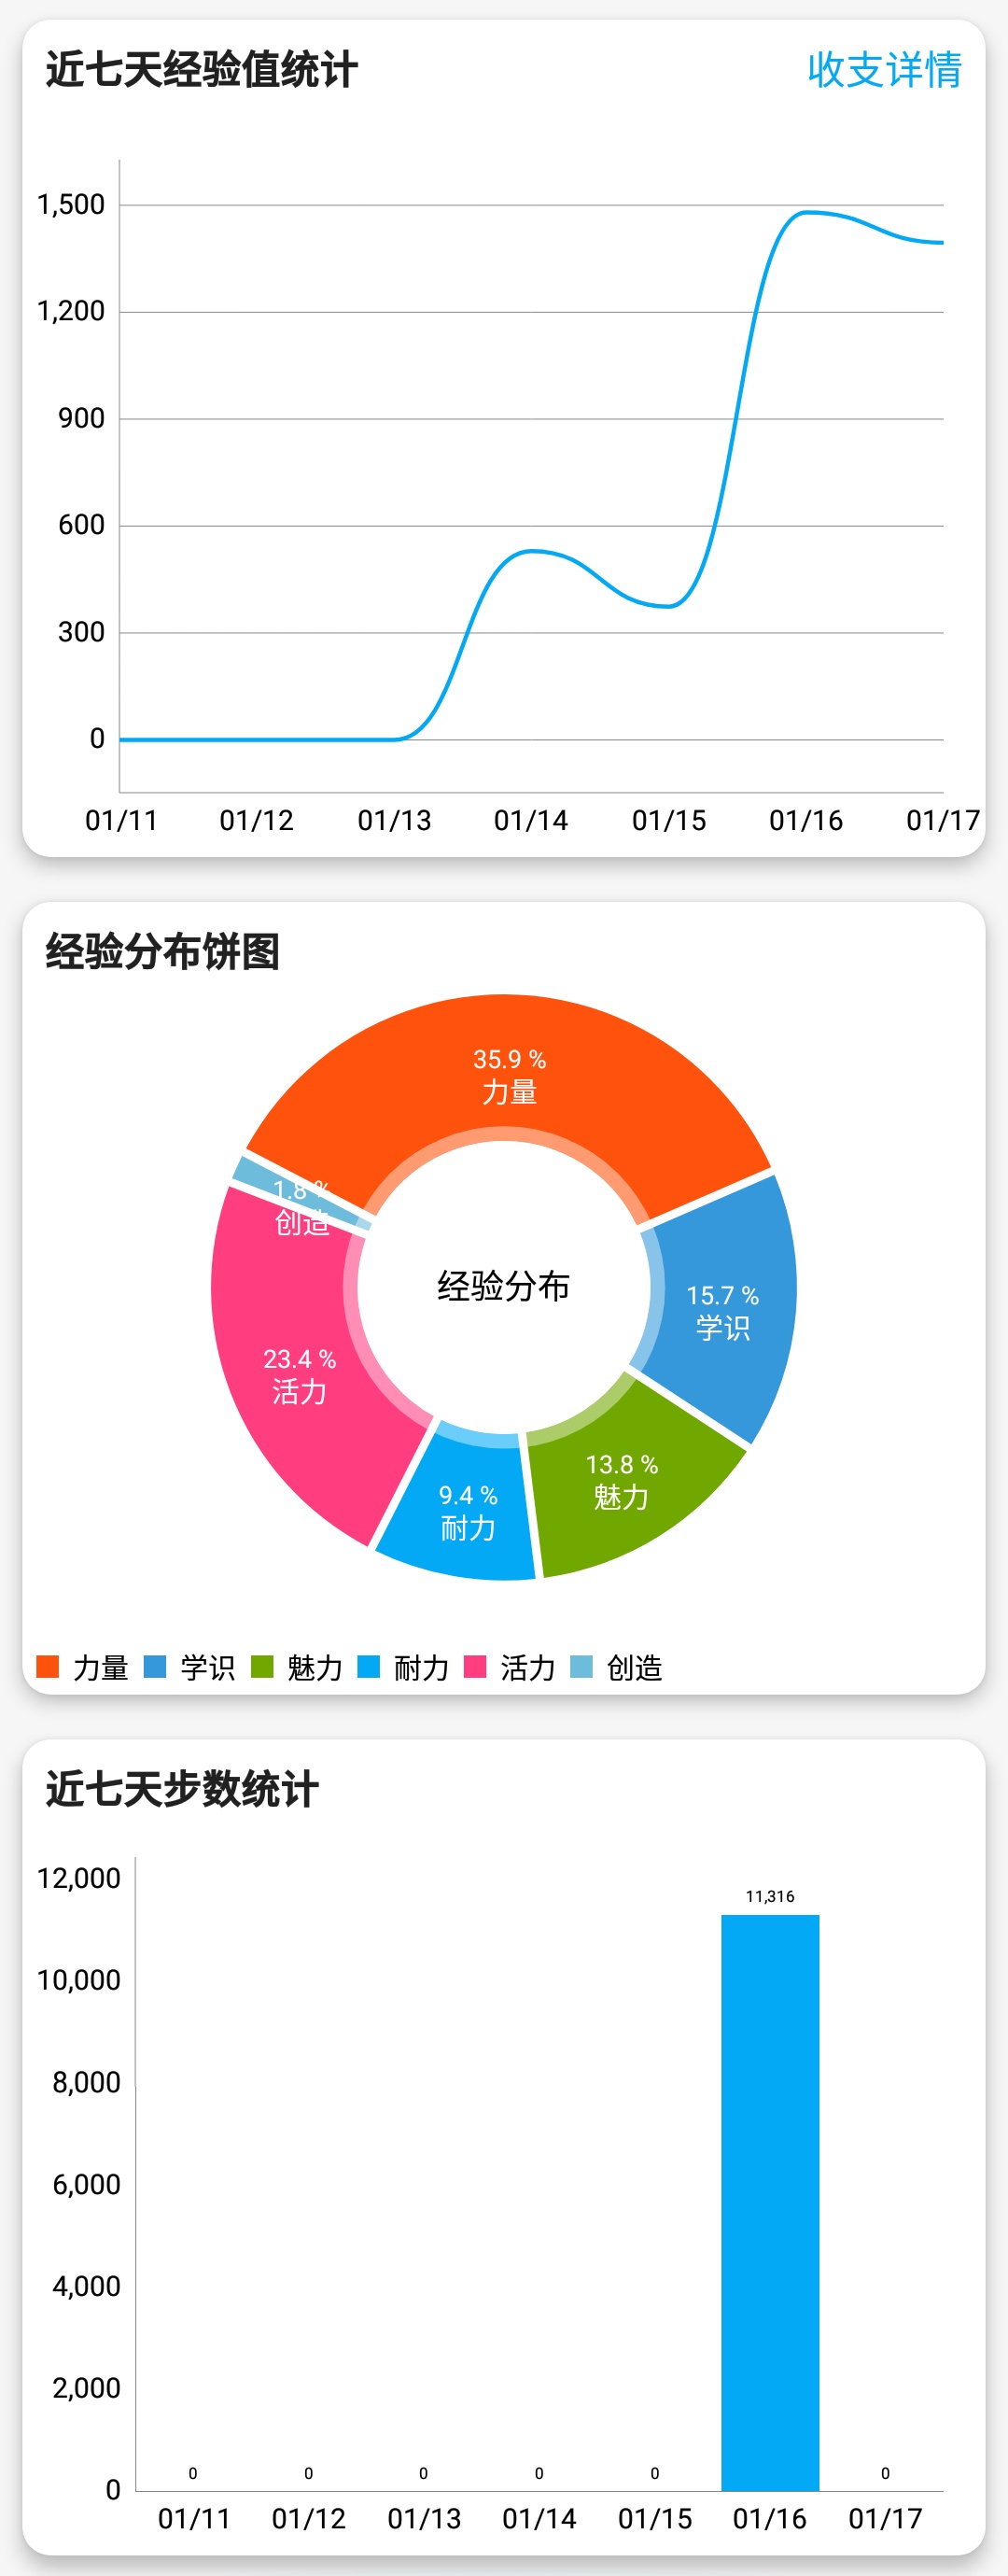 近七天经验值统计
收支详情
1,500
1,200
900
600
300
0
01/11 01/12 01/13 01/14 01/15 01/16 01/17
经验分布饼图
35.9 %
力量
1.8 %
创造
经验分布
15.7 %
学识
23.4 %
活力
13.8 %
魅力
9.4 %
耐力
力量 学识 魅力 耐力 活力 创造
近七天步数统计
12,000
11,316
10,000
8,000
6,000
4,000
2,000
0 0 0 0 0 0
0
01/11 01/12 01/13 01/14 01/15 01/16 01/17